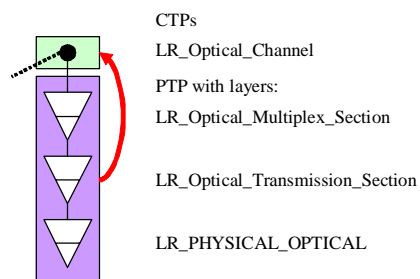 CTPs
LR_Optical_Channel
PTP with layers:
LR_Optical_Multiplex_Section
LR_Optical_Transmission_Section
LR_PHYSICAL_OPTICAL